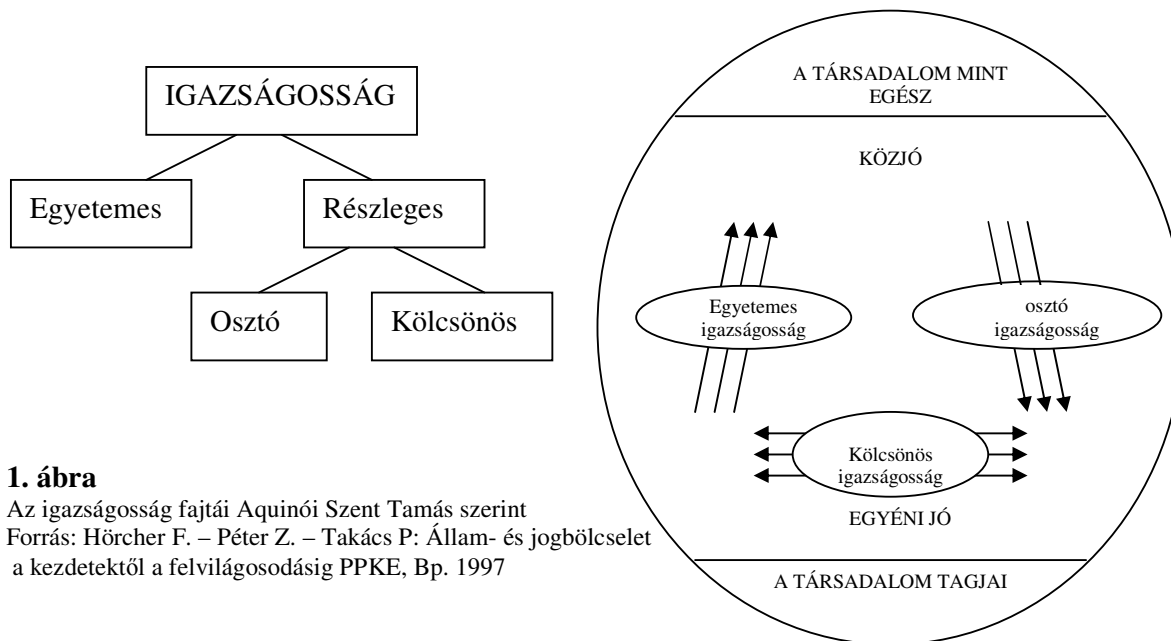 IGAZSÁGOSSÁG
Egyetemes
Részleges
Osztó
Kölcsönös
1. ábra
Az igazságosság fajtái Aquinói Szent Tamás szerint
Forrás: Hörcher F. – Péter Z. – Takács P: Állam- és jogbölcselet
a kezdetektől a felvilágosodásig PPKE, Bp. 1997
A TÁRSADALOM MINT
EGÉSZ
KÖZJÓ
Egyetemes
igazságosság
osztó
igazságosság
Kölcsönös
igazságosság
EGYÉNI JÓ
A TÁRSADALOM TAGJAI